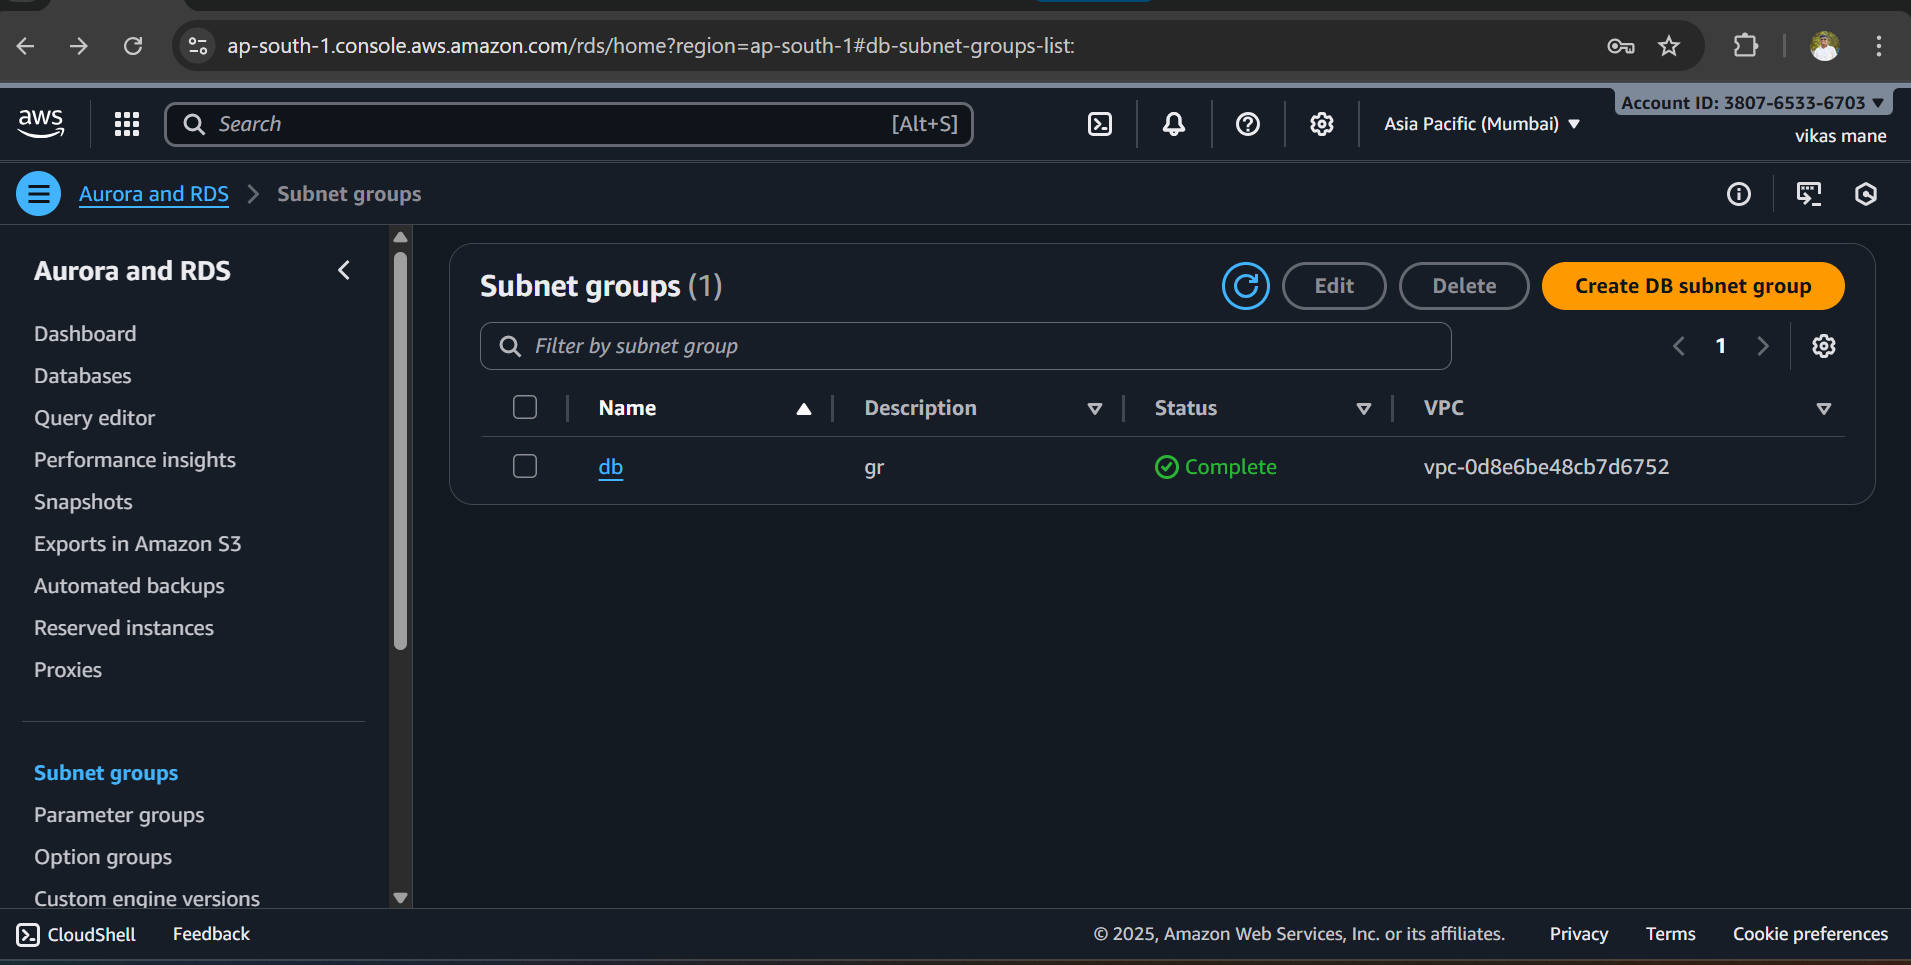 ap-south-1.console.aws.amazon.com/rds/home?region=ap-south-1#db-subnet-groups-list:
aws
Search
[Alt+S]
Asia Pacific (Mumbai)
Account ID: 3807-6533-6703
vikas mane
Aurora and RDS
Subnet groups
Aurora and RDS
Dashboard
Databases
Query editor
Performance insights
Snapshots
Exports in Amazon S3
Automated backups
Reserved instances
Proxies
Subnet groups
Parameter groups
Option groups
Custom engine versions
Subnet groups (1)
Edit
Delete
Create DB subnet group
Filter by subnet group
1
Name Description Status VPC
db gr Complete vpc-0d8e6be48cb7d6752
CloudShell
Feedback
© 2025, Amazon Web Services, Inc. or its affiliates.
Privacy
Terms
Cookie preferences